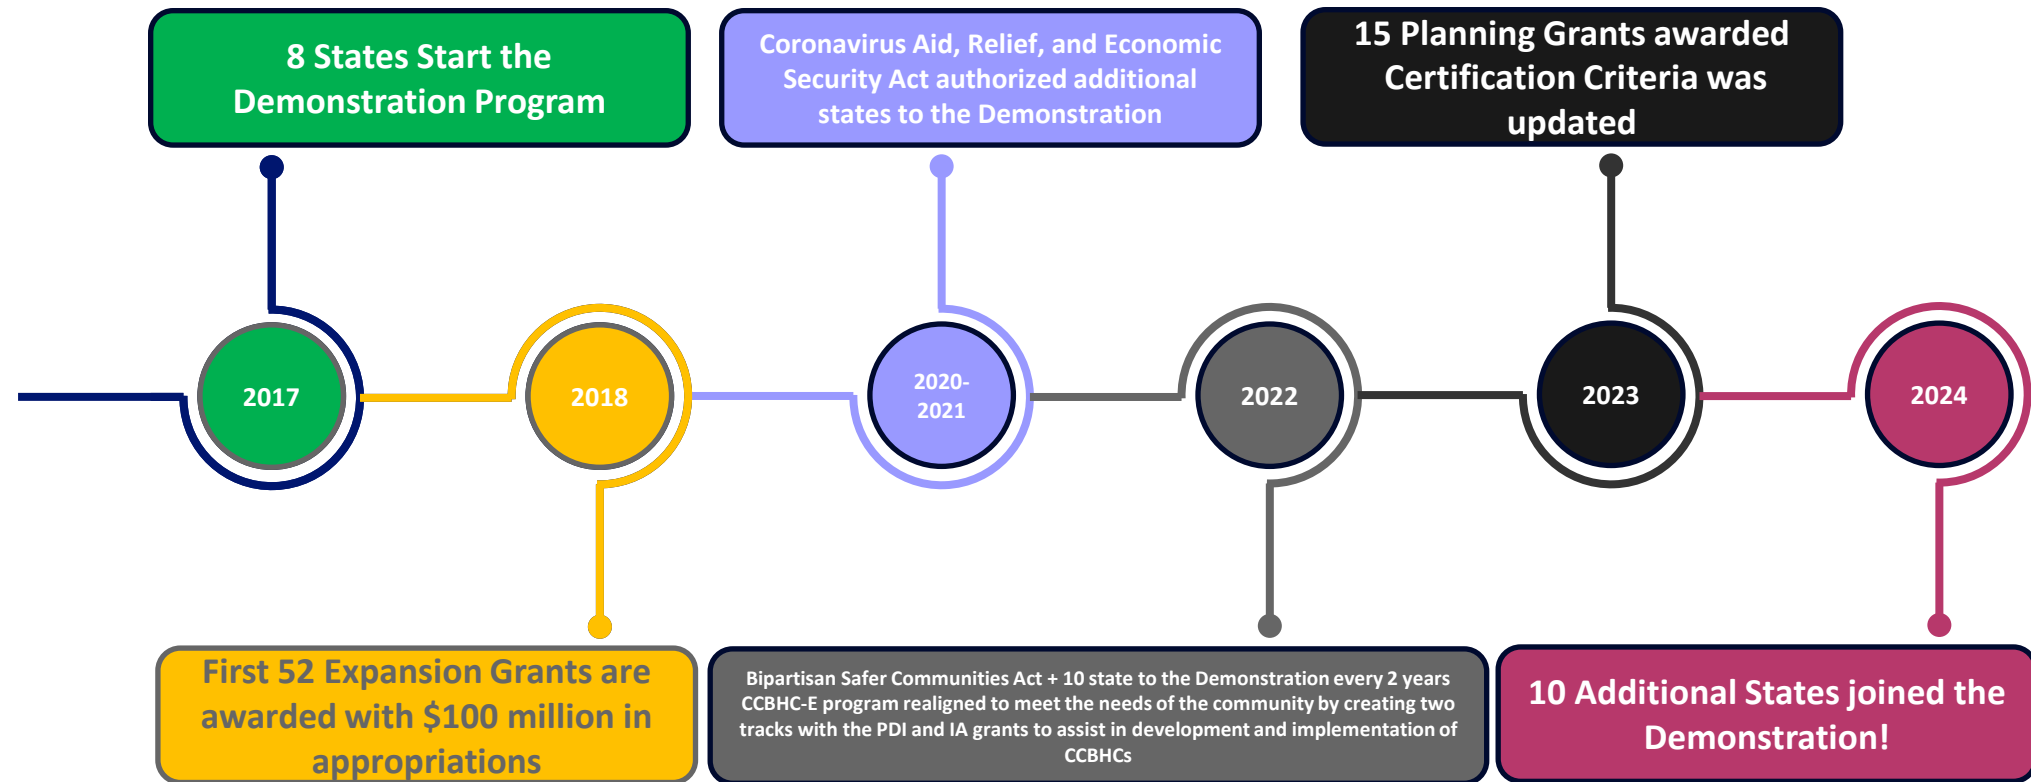 8 States Start the
Demonstration Program
Coronavirus Aid, Relief, and Economic
Security Act authorized additional
states to the Demonstration
15 Planning Grants awarded
Certification Criteria was
updated
2017
2018
2020-
2021
2022
2023
2024
First 52 Expansion Grants are
awarded with $100 million in
appropriations
Bipartisan Safer Communities Act + 10 state to the Demonstration every 2 years
CCBHC-E program realigned to meet the needs of the community by creating two
tracks with the PDI and IA grants to assist in development and implementation of
CCBHCs
10 Additional States joined the
Demonstration!